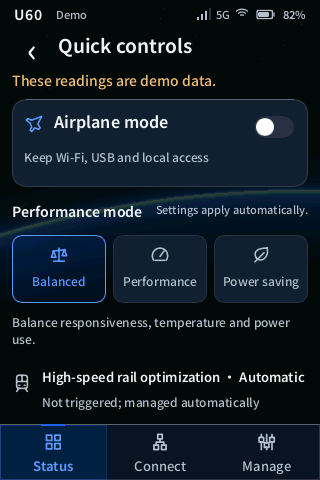 U60 Demo 5G 82%
Quick controls
These readings are demo data.
Airplane mode
Keep Wi-Fi, USB and local access
Performance mode Settings apply automatically.
Balanced Performance Power saving
Balance responsiveness, temperature and power
use.
High-speed rail optimization · Automatic
Not triggered; managed automatically
Status Connect Manage